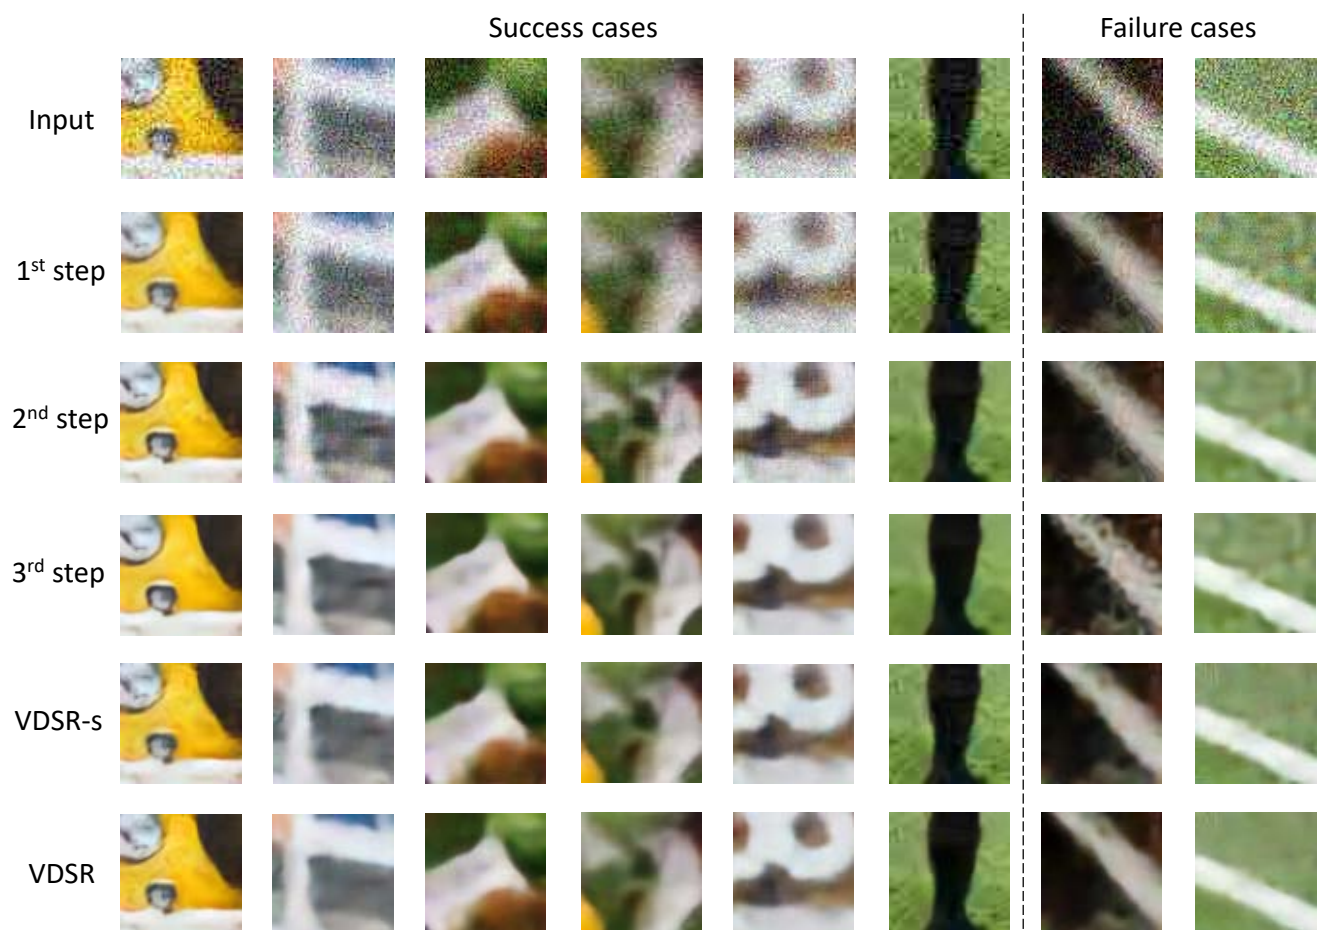 Success cases
Failure cases
Input
1st step
2nd step
3rd step
VDSR-s
VDSR